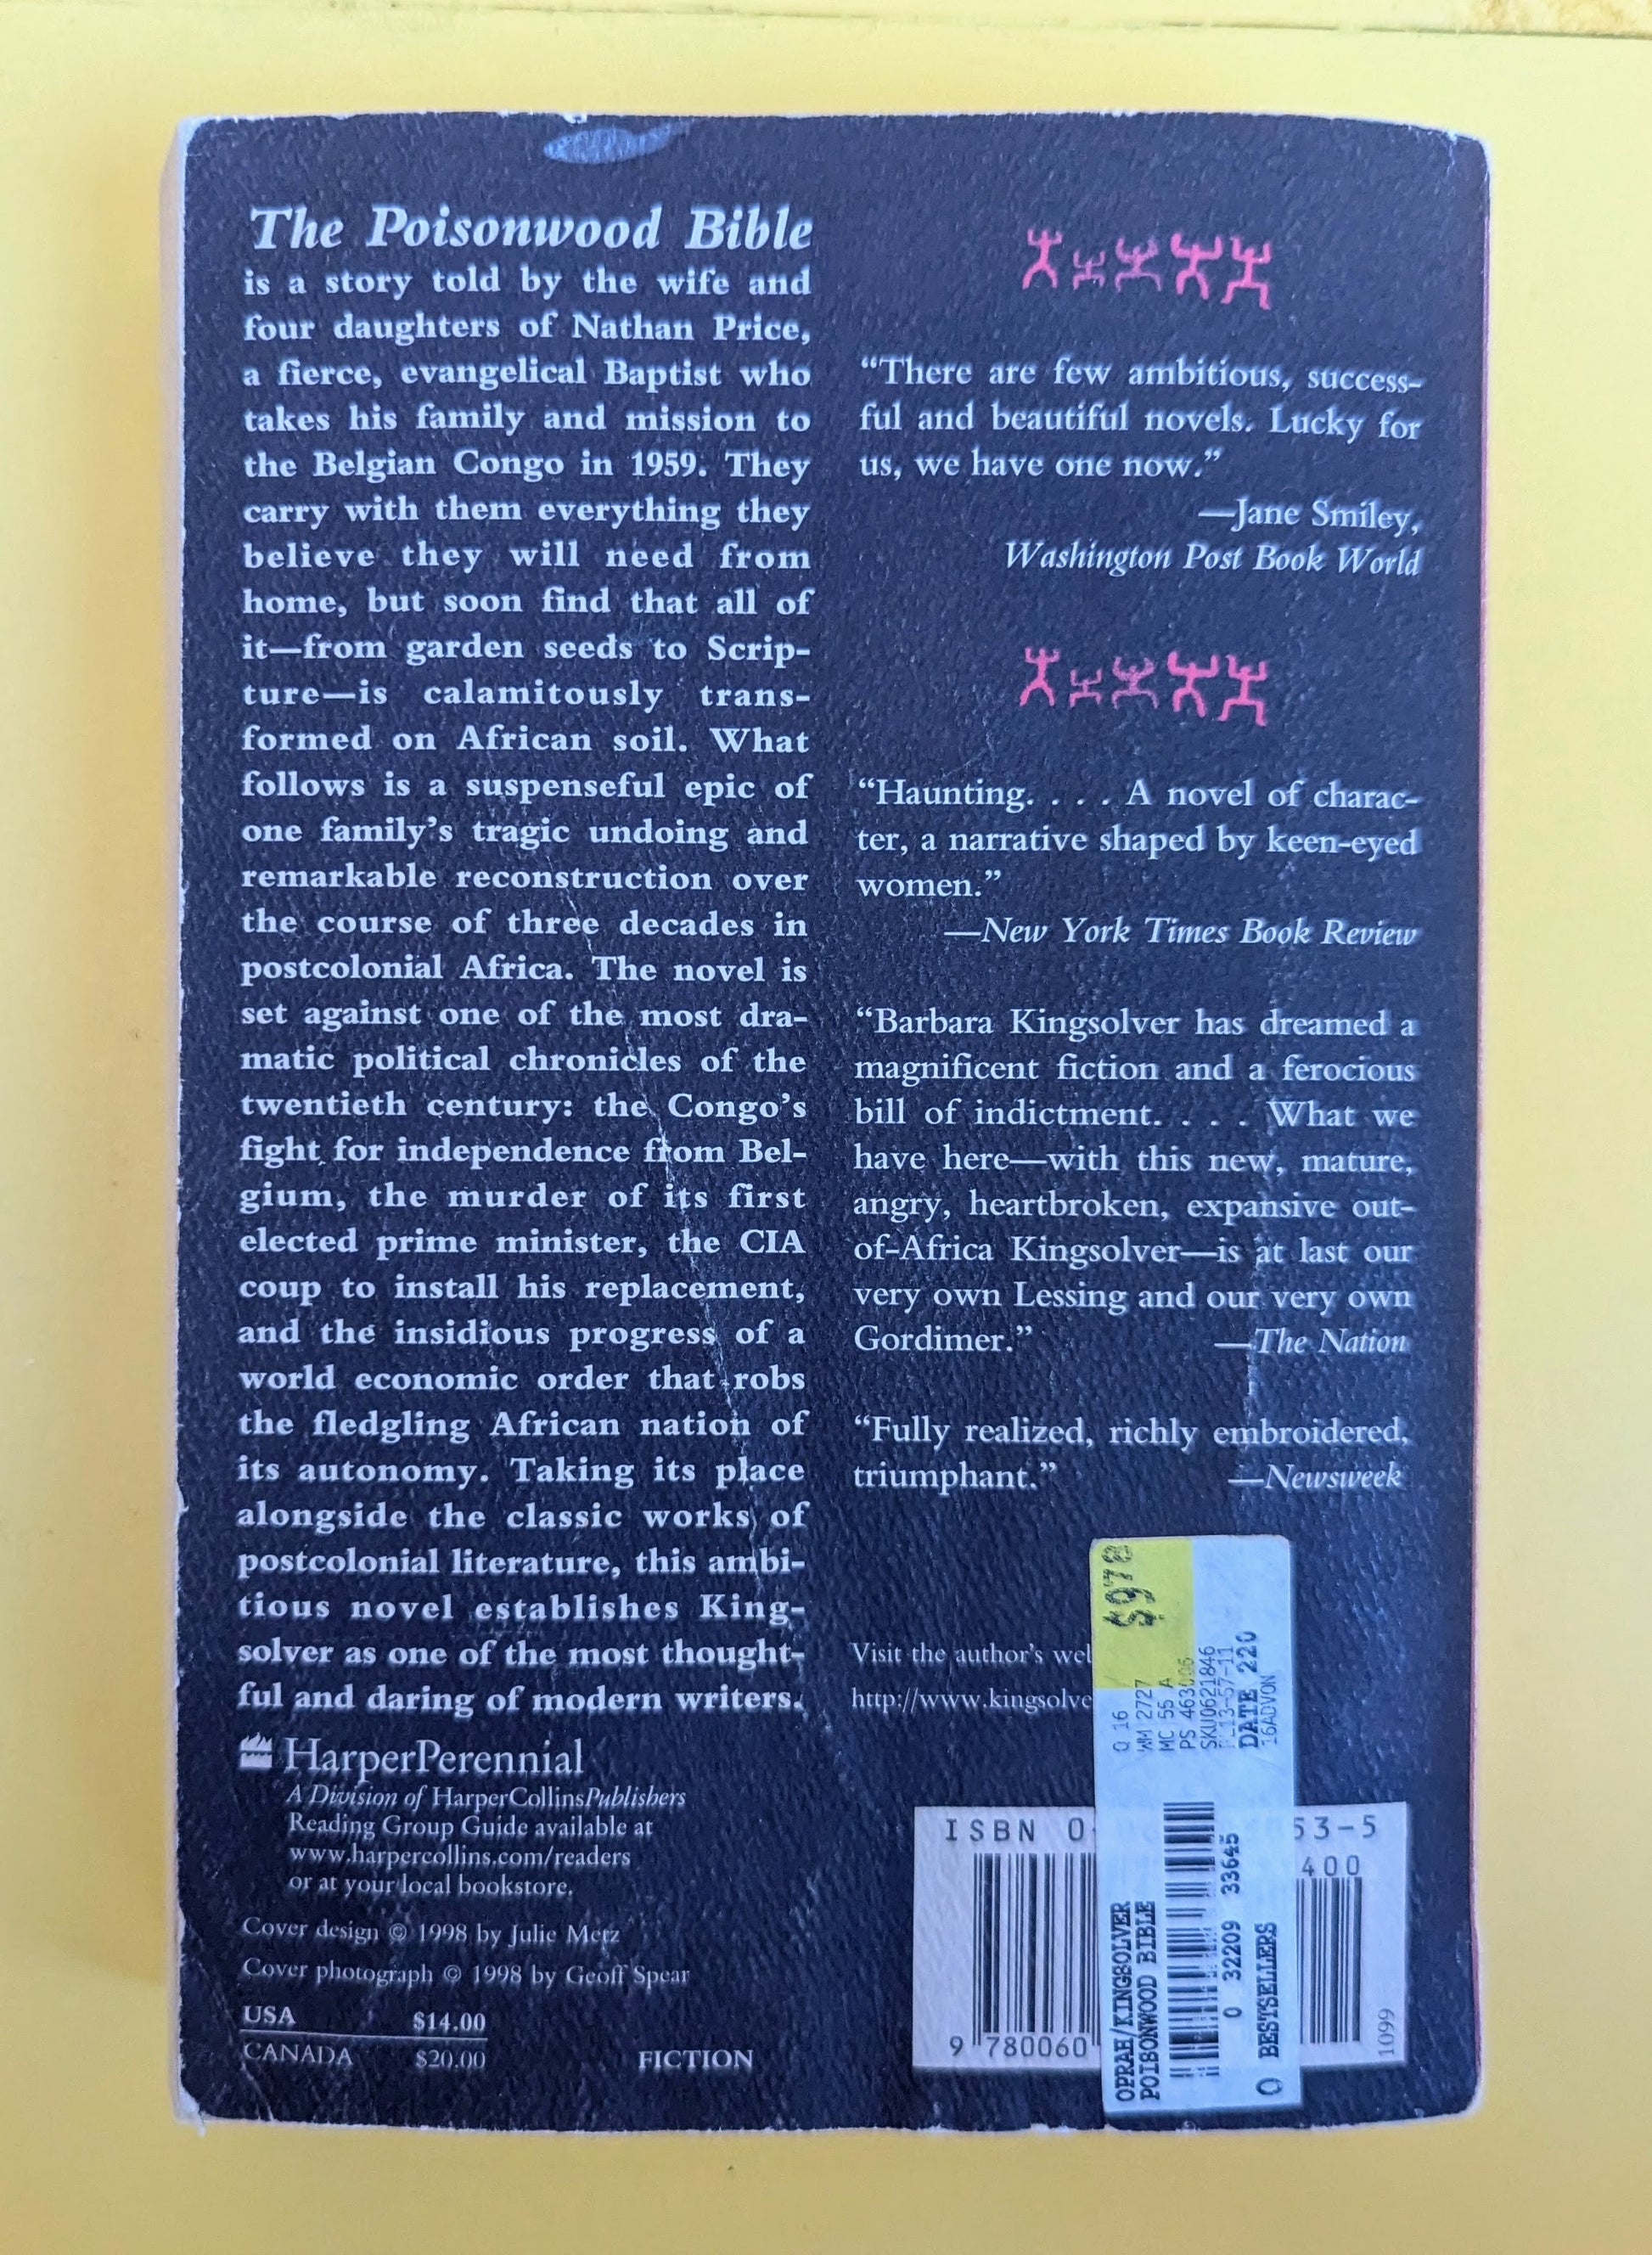 The Poisonwood Bible
is a story told by the wife and
four daughters of Nathan Price,
a fierce, evangelical Baptist who
takes his family and mission to
the Belgian Congo in 1959. They
carry with them everything they
believe they will need from
home, but soon find that all of
it—from garden seeds to Scrip-
ture—is calamitously trans-
formed on African soil. What
follows is a suspenseful epic of
one family's tragic undoing and
remarkable reconstruction over
the course of three decades in
postcolonial Africa. The novel is
set against one of the most dra-
matic political chronicles of the
twentieth century: the Congo's
fight for independence from Bel-
gium, the murder of its first
elected prime minister, the CIA
coup to install his replacement,
and the insidious progress of a
world economic order that robs
the fledgling African nation of
its autonomy. Taking its place
alongside the classic works of
postcolonial literature, this ambi-
tious novel establishes King-
solver as one of the most thought-
ful and daring of modern writers.
HarperPerennial
A Division of HarperCollinsPublishers
Reading Group Guide available at
www.harpercollins.com/readers
or at your local bookstore.
Cover design © 1998 by Julie Metz
Cover photograph © 1998 by Geoff Spear
USA $14.00
CANADA $20.00
FICTION
“There are few ambitious, success-
ful and beautiful novels. Lucky for
us, we have one now.”
—Jane Smiley,
Washington Post Book World
“Haunting. . . . A novel of charac-
ter, a narrative shaped by keen-eyed
women.”
—New York Times Book Review
“Barbara Kingsolver has dreamed a
magnificent fiction and a ferocious
bill of indictment. . . . What we
have here—with this new, mature,
angry, heartbroken, expansive out-
of-Africa Kingsolver—is at last our
very own Lessing and our very own
Gordimer.” —The Nation
“Fully realized, richly embroidered,
triumphant.” —Newsweek
Visit the author's
http://www.kingsolve
$9.78
Q 16
WM 2727
MC 55 A
PS
SKU0621846
DATE 220
16ADVON
OPRAH/KINGSOLVER
POISONWOOD BIBLE
0 32209 33645
O BESTSELLERS
ISBN 0- 53-5
400
9 780060
1099